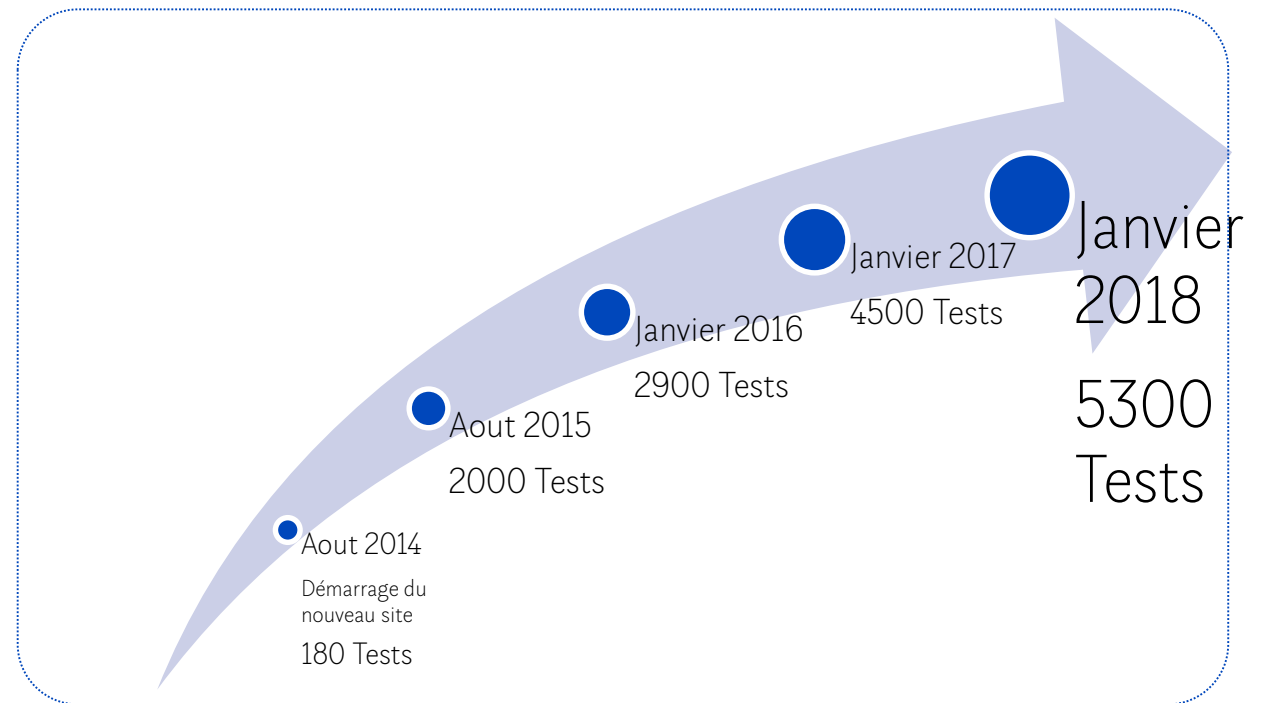 Aout 2014
Démarrage du
nouveau site
180 Tests
Aout 2015
2000 Tests
Janvier 2016
2900 Tests
Janvier 2017
4500 Tests
Janvier
2018
5300
Tests